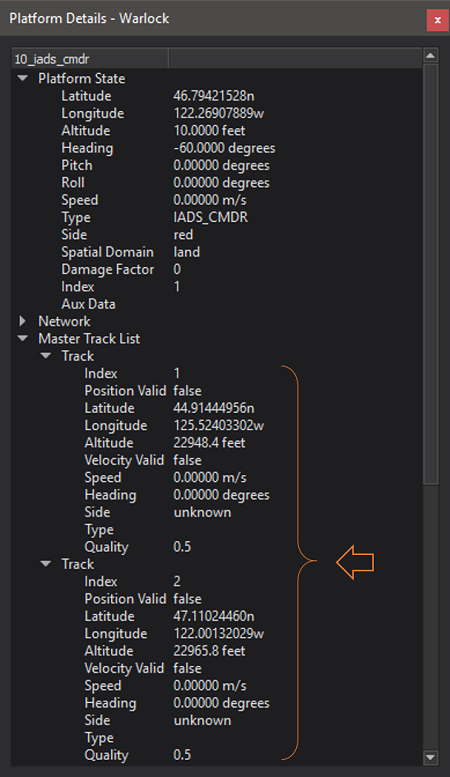 Platform Details - Warlock
x
10_iads_cmdr
Platform State
Latitude 46.79421528n
Longitude 122.26907889w
Altitude 10.0000 feet
Heading -60.0000 degrees
Pitch 0.00000 degrees
Roll 0.00000 degrees
Speed 0.00000 m/s
Type IADS_CMDR
Side red
Spatial Domain land
Damage Factor 0
Index 1
Aux Data
Network
Master Track List
Track
Index 1
Position Valid false
Latitude 44.91444956n
Longitude 125.52403302w
Altitude 22948.4 feet
Velocity Valid false
Speed 0.00000 m/s
Heading 0.00000 degrees
Side unknown
Type
Quality 0.5
Track
Index 2
Position Valid false
Latitude 47.11024460n
Longitude 122.00132029w
Altitude 22965.8 feet
Velocity Valid false
Speed 0.00000 m/s
Heading 0.00000 degrees
Side unknown
Type
Quality 0.5